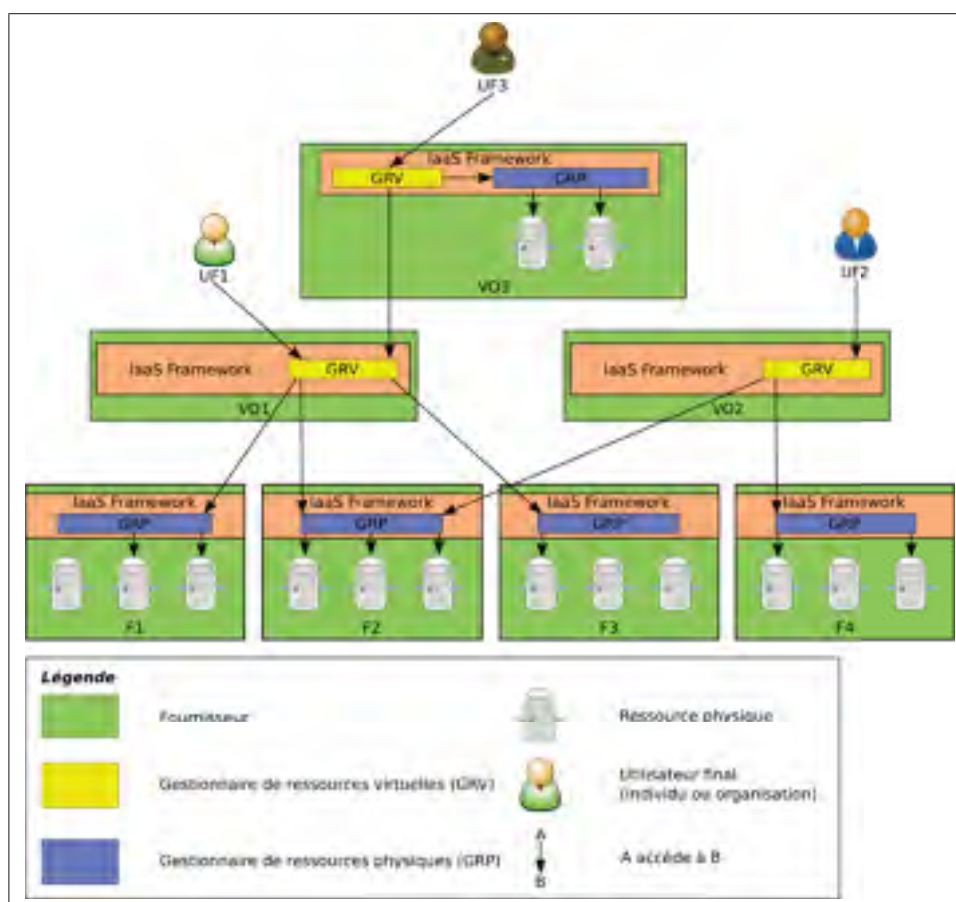 UF3
IaaS Framework
GRV
GRP
VO3
UF1
UF2
IaaS Framework
GRV
VO1
IaaS Framework
GRV
VO2
IaaS Framework
GRP
F1
IaaS Framework
GRP
F2
IaaS Framework
GRP
F3
IaaS Framework
GRP
F4
Légende
Fournisseur
Ressource physique
Gestionnaire de ressources virtuelles (GRV)
Utilisateur final
(individu ou organisation)
Gestionnaire de ressources physiques (GRP)
A
B
A accède à B